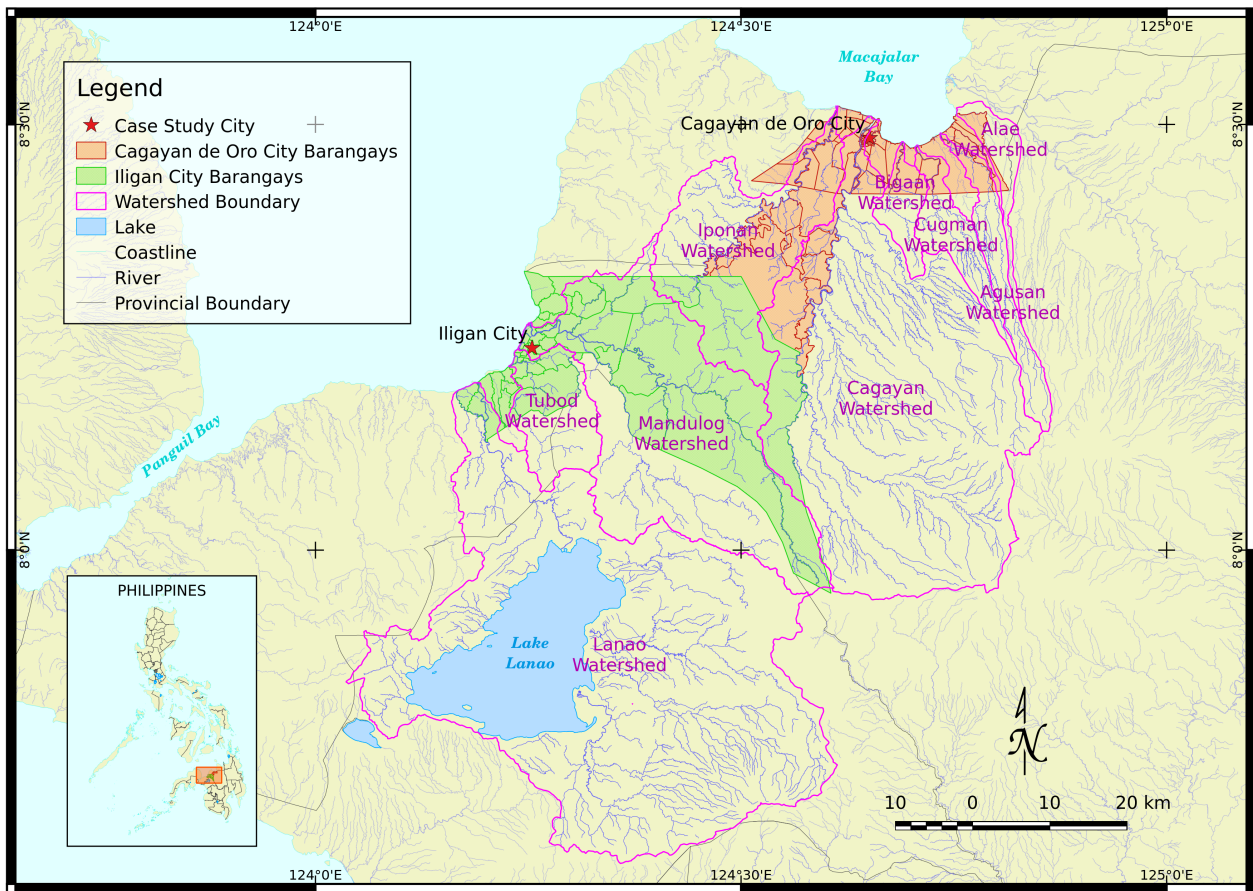 124°0'E
124°30'E
125°0'E
Macajalar
Bay
Legend
Case Study City
Cagayan de Oro City Barangays
Iligan City Barangays
Watershed Boundary
Lake
Coastline
River
Provincial Boundary
8°30'N
8°30'N
Cagayan de Oro City
Alae
Watershed
Bigaan
Watershed
Cugman
Watershed
Iponan
Watershed
Agusan
Watershed
Iligan City
Cagayan
Watershed
Tubod
Watershed
Mandulog
Watershed
Panguil Bay
8°0'N
8°0'N
PHILIPPINES
Lake
Lanao
Lanao
Watershed
N
10 0 10 20 km
124°0'E
124°30'E
125°0'E